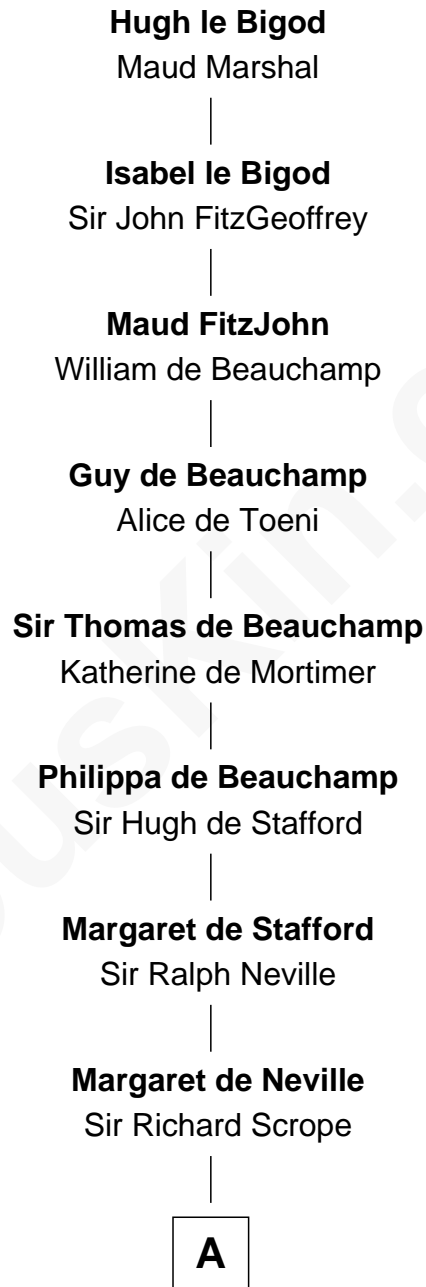 Hugh le Bigod
Maud Marshal
Isabel le Bigod
Sir John FitzGeoffrey
Maud FitzJohn
William de Beauchamp
Guy de Beauchamp
Alice de Toeni
Sir Thomas de Beauchamp
Katherine de Mortimer
Philippa de Beauchamp
Sir Hugh de Stafford
Margaret de Stafford
Sir Ralph Neville
Margaret de Neville
Sir Richard Scrope
A